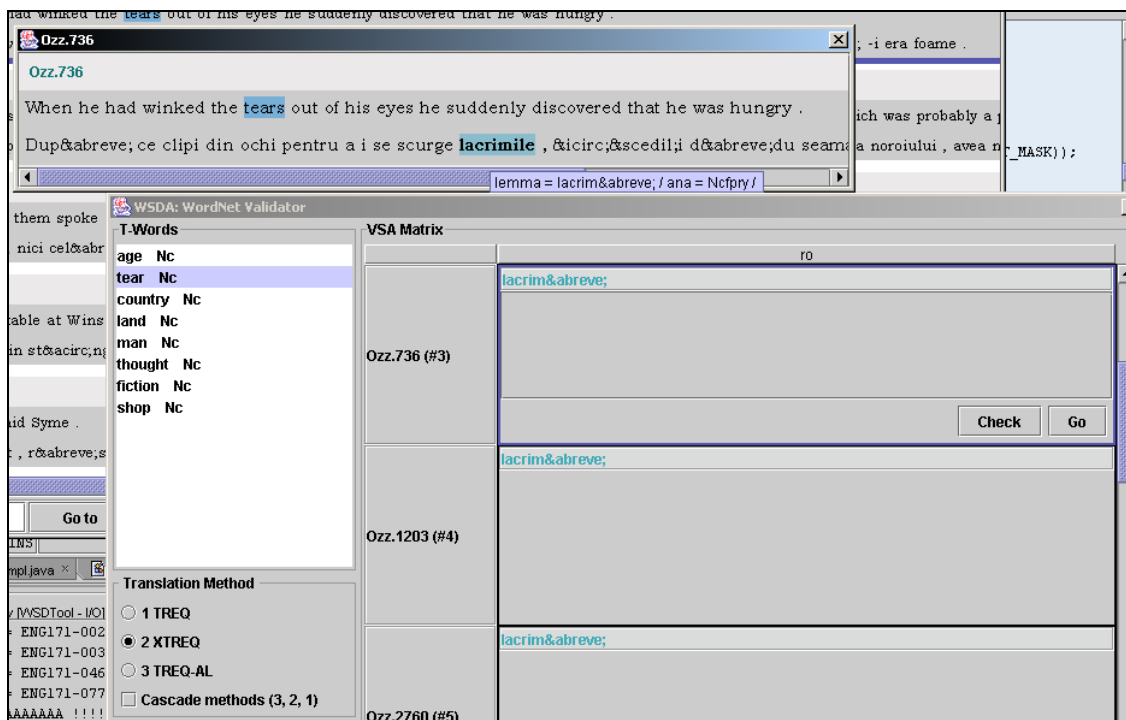 had winked the tears out of his eyes he suddenly discovered that he was hungry .
Ozz.736
; -i era foame .
Ozz.736
When he had winked the tears out of his eyes he suddenly discovered that he was hungry .
ich was probably a
Dup&abreve; ce clipi din ochi pentru a i se scurge lacrimile , &icirc;&scedil;i d&abreve;du seam
a noroiului , avea
_MASK));
lemma = lacrim&abreve; / ana = Ncfpry /
WSDA: WordNet Validator
them spoke
T-Words
VSA Matrix
nici cel&abr
age Nc
ro
tear Nc
lacrim&abreve;
country Nc
table at Wins
land Nc
in st&acirc;ng
man Nc
Ozz.736 (#3)
thought Nc
fiction Nc
shop Nc
aid Syme .
Check
Go
, r&abreve;s
lacrim&abreve;
Go to
Ozz.1203 (#4)
INS
mpl.java
Translation Method
[WSDTool - I/O]
1 TREQ
= ENG171-002
lacrim&abreve;
2 XTREQ
= ENG171-003
= ENG171-046
3 TREQ-AL
= ENG171-077
Cascade methods (3, 2, 1)
AAAAAAA !!!!
Ozz.2760 (#5)